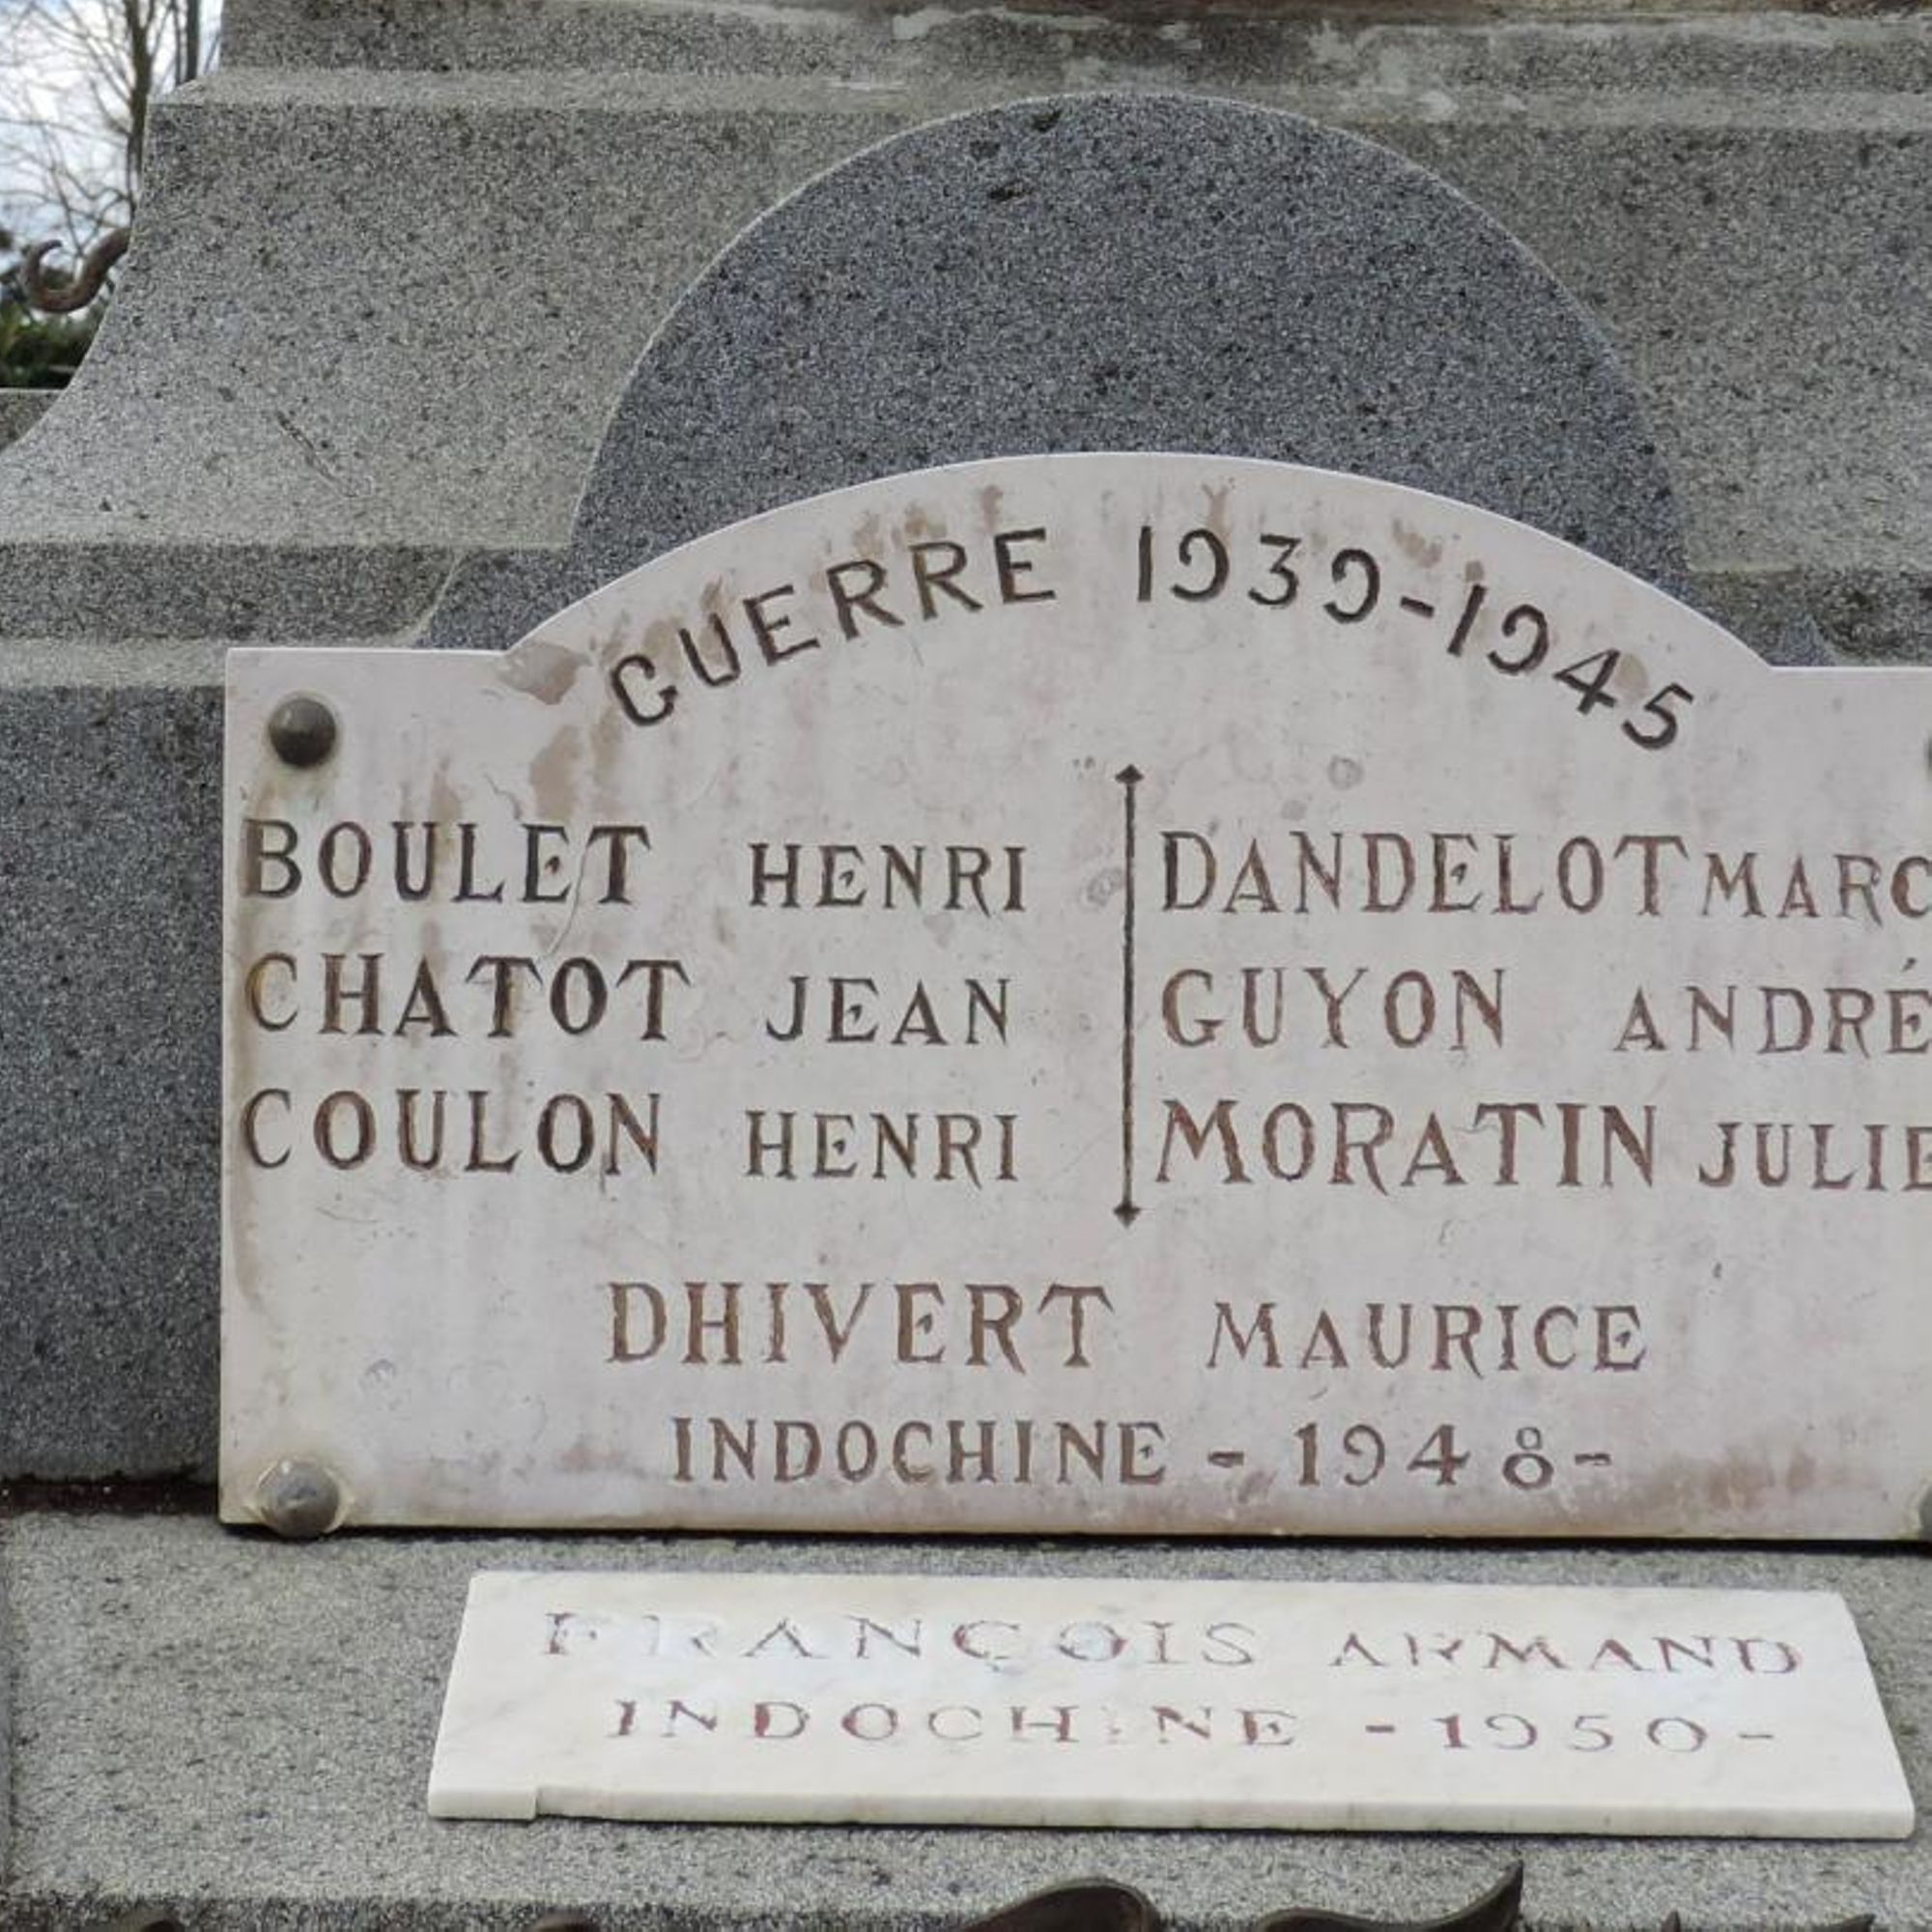 GUERRE 1939-1945
BOULET HENRI
CHATOT JEAN
COULON HENRI
DANDELOT MARC
GUYON ANDRÉ
MORATIN JULIE
DHIVERT MAURICE
INDOCHINE - 1948-
FRANÇOIS ARMAND
INDOCHINE -1950-